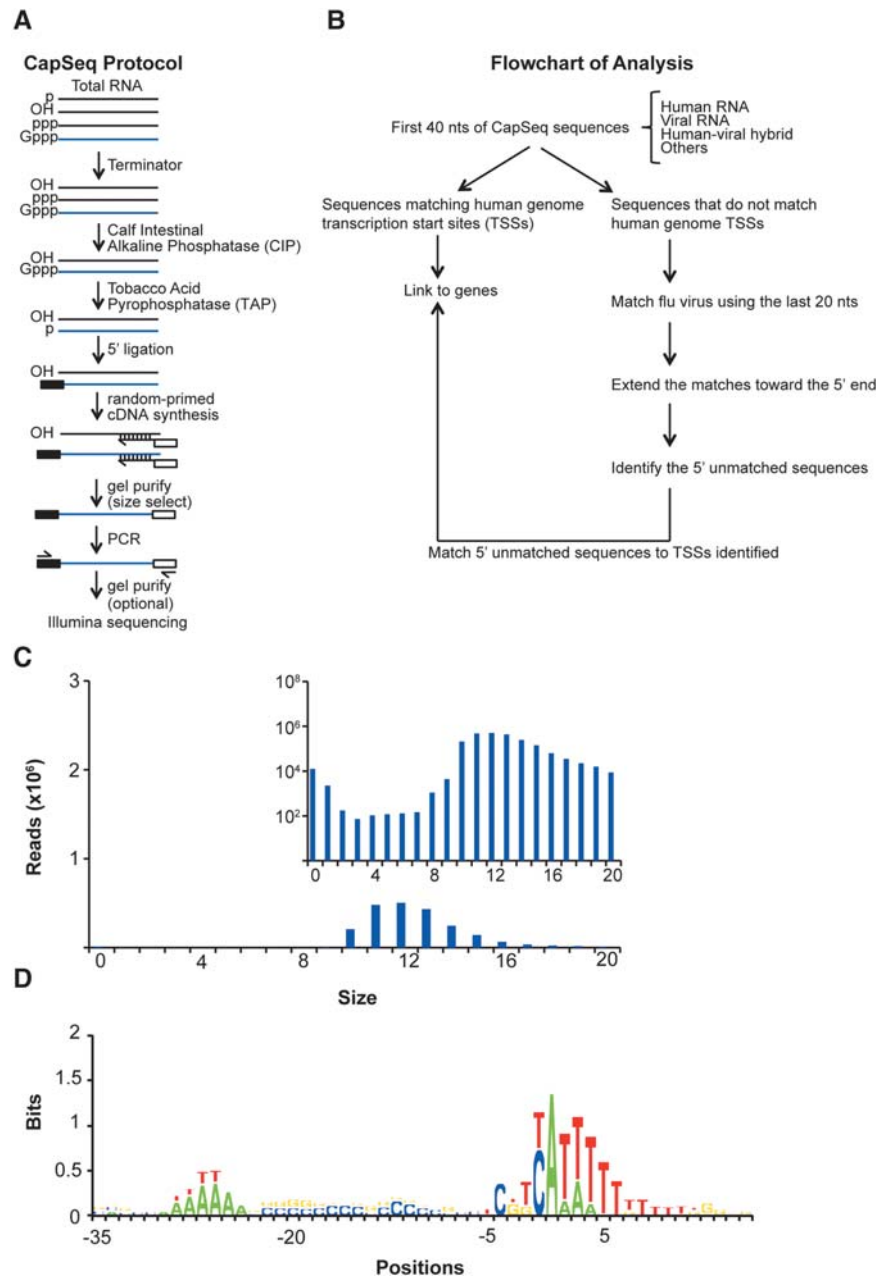 A
CapSeq Protocol
Total RNA
p
OH
ppp
Gppp
Terminator
OH
ppp
Gppp
Calf Intestinal
Alkaline Phosphatase (CIP)
OH
Gppp
Tobacco Acid
Pyrophosphatase (TAP)
OH
p
5' ligation
OH
random-primed
cDNA synthesis
OH
gel purify
(size select)
PCR
gel purify
(optional)
Illumina sequencing
B
Flowchart of Analysis
First 40 nts of CapSeq sequences
Human RNA
Viral RNA
Human-viral hybrid
Others
Sequences matching human genome
transcription start sites (TSSs)
Sequences that do not match
human genome TSSs
Link to genes
Match flu virus using the last 20 nts
Extend the matches toward the 5' end
Identify the 5' unmatched sequences
Match 5' unmatched sequences to TSSs identified
C
Reads (x10⁶)
3
2
1
0 4 8 12 16 20
10⁸
10⁶
10⁴
10²
0 4 8 12 16 20
Size
D
Bits
2
1.5
1
0.5
0
-35 -20 -5 5
Positions